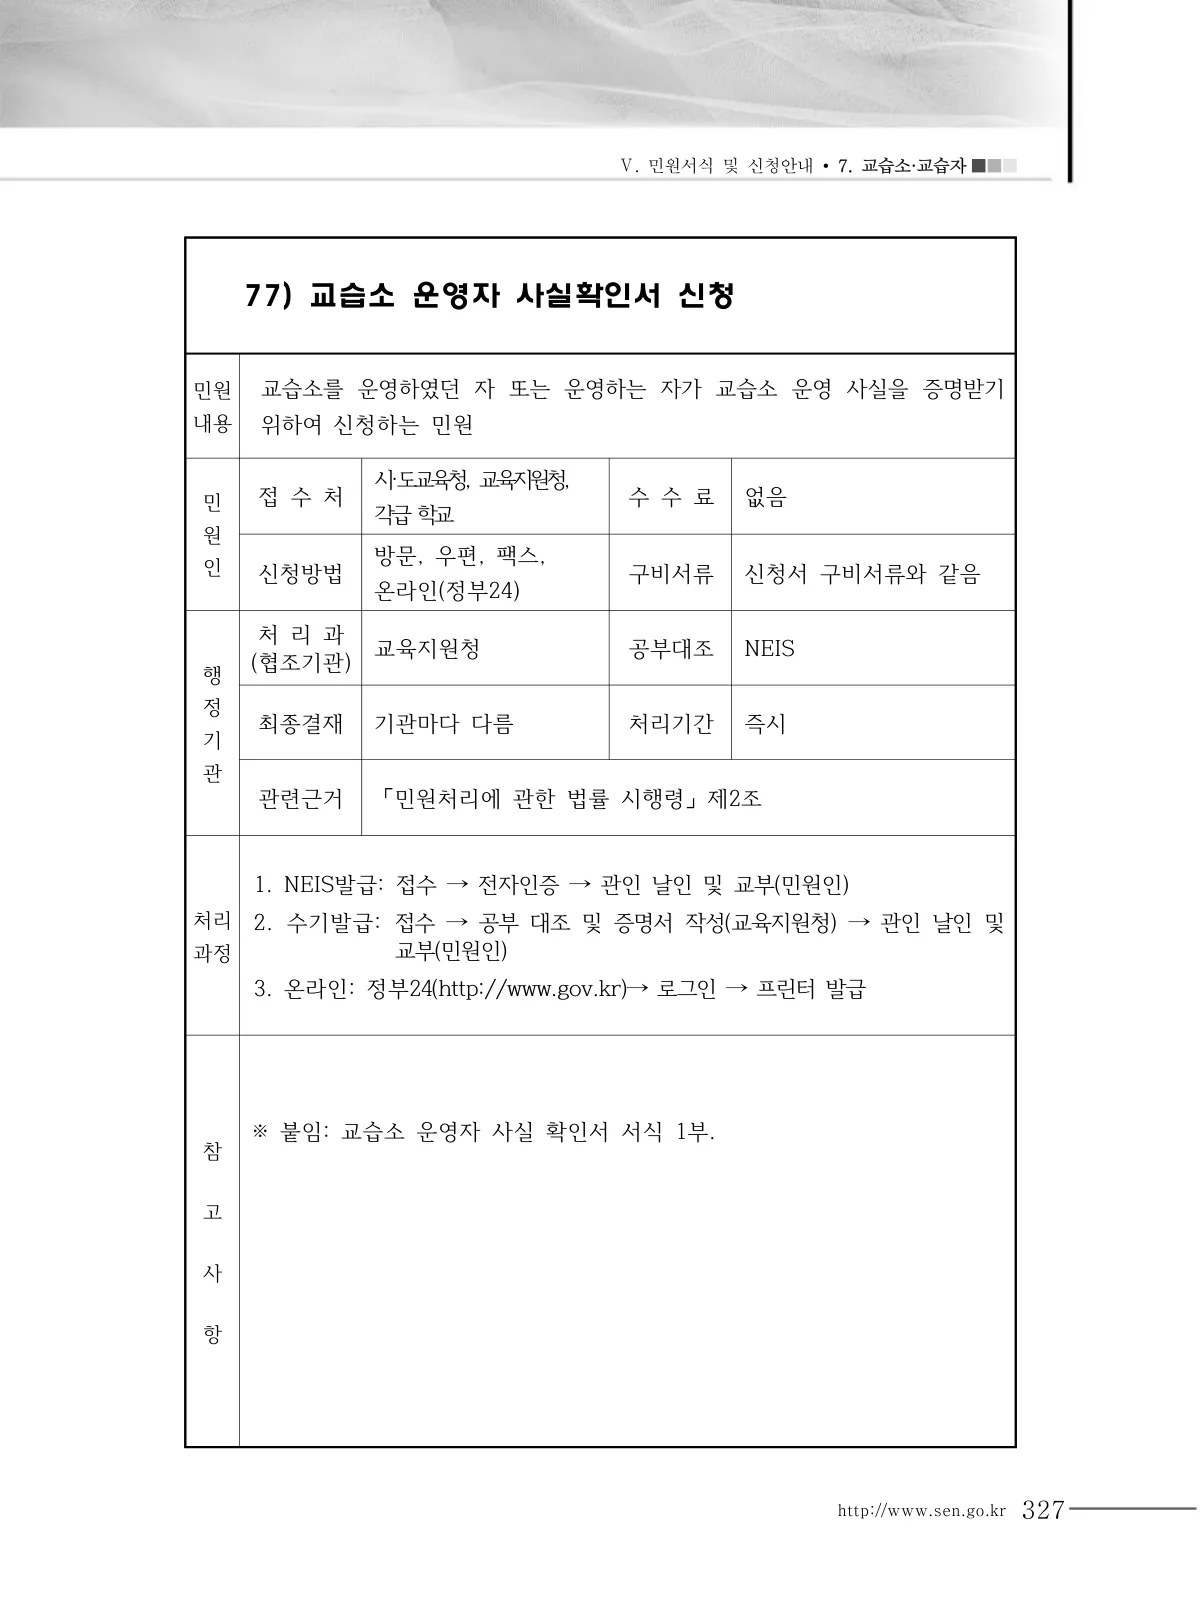 V. 민원서식 및 신청안내 • 7. 교습소·교습자
77) 교습소 운영자 사실확인서 신청
민원
내용
교습소를 운영하였던 자 또는 운영하는 자가 교습소 운영 사실을 증명받기
위하여 신청하는 민원
민
원
인
접 수 처
시·도교육청, 교육지원청,
각급 학교
수 수 료
없음
신청방법
방문, 우편, 팩스,
온라인(정부24)
구비서류
신청서 구비서류와 같음
행
정
기
관
처 리 과
(협조기관)
교육지원청
공부대조
NEIS
최종결재
기관마다 다름
처리기간
즉시
관련근거
「민원처리에 관한 법률 시행령」제2조
처리
과정
1. NEIS발급: 접수 → 전자인증 → 관인 날인 및 교부(민원인)
2. 수기발급: 접수 → 공부 대조 및 증명서 작성(교육지원청) → 관인 날인 및
교부(민원인)
3. 온라인: 정부24(http://www.gov.kr)→ 로그인 → 프린터 발급
참
고
사
항
※ 붙임: 교습소 운영자 사실 확인서 서식 1부.
http://www.sen.go.kr 327